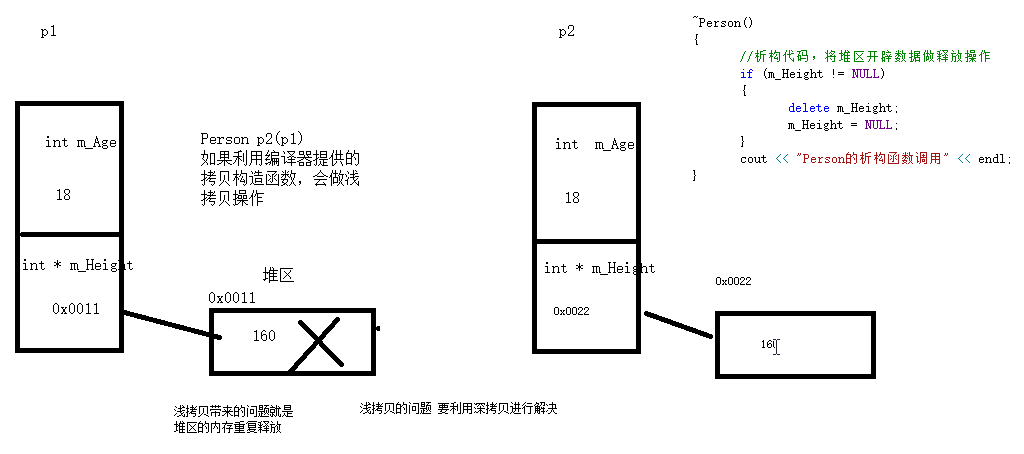 p1
p2
~Person()
{
//析构代码，将堆区开辟数据做释放操作
if (m_Height != NULL)
{
delete m_Height;
m_Height = NULL;
}
cout << "Person的析构函数调用" << endl;
}
int m_Age
18
int * m_Height
0x0011
Person p2(p1)
如果利用编译器提供的
拷贝构造函数，会做浅
拷贝操作
堆区
0x0011
160
浅拷贝带来的问题就是
堆区的内存重复释放
浅拷贝的问题 要利用深拷贝进行解决
int m_Age
18
int * m_Height
0x0022
0x0022